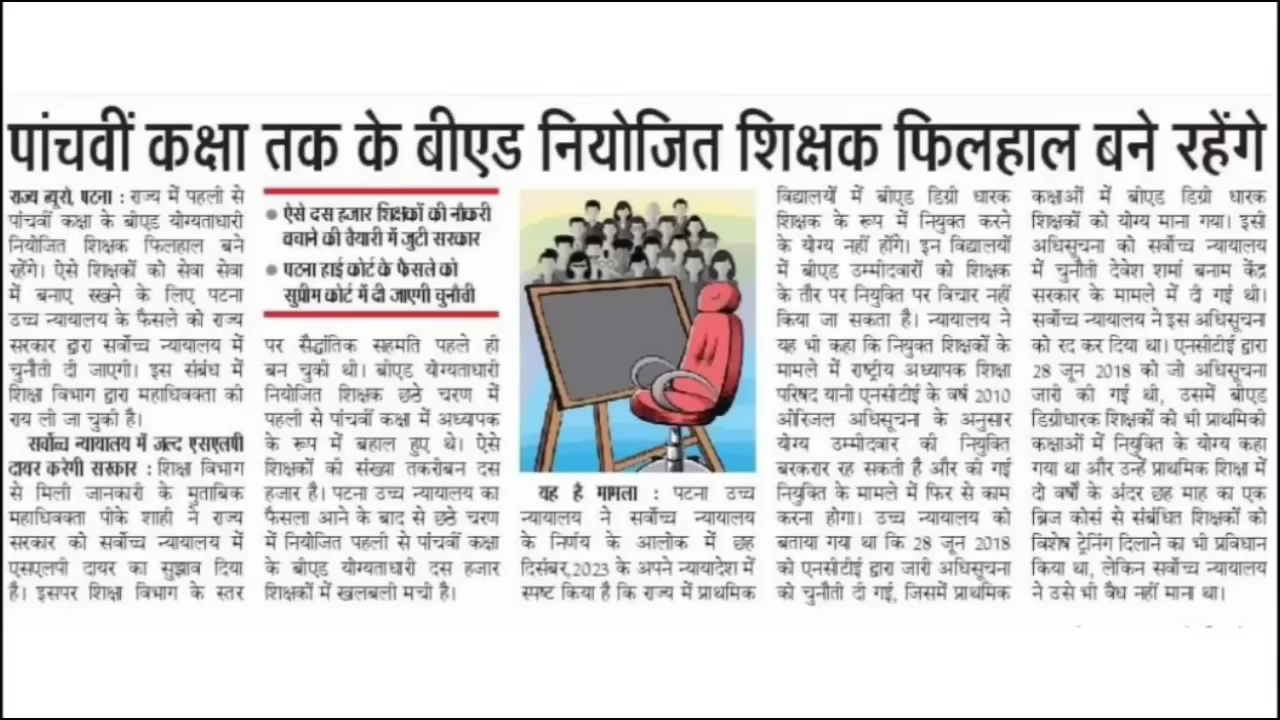 पांचवीं कक्षा तक के बीएड नियोजित शिक्षक फिलहाल बने रहेंगे
राज्य ब्यूरो, पटना : राज्य में पहली से
पांचवीं कक्षा के बीएड योग्यताधारी
नियोजित शिक्षक फिलहाल बने
रहेंगे। ऐसे शिक्षकों को सेवा सेवा
में बनाए रखने के लिए पटना
उच्च न्यायालय के फैसले को राज्य
सरकार द्वारा सर्वोच्च न्यायालय में
चुनौती दी जाएगी। इस संबंध में
शिक्षा विभाग द्वारा महाधिवक्ता की
राय ली जा चुकी है।
सर्वोच्च न्यायालय में जल्द एसएलपी
दायर करेगी सरकार : शिक्षा विभाग
से मिली जानकारी के मुताबिक
महाधिवक्ता पीके शाही ने राज्य
सरकार को सर्वोच्च न्यायालय में
एसएलपी दायर का सुझाव दिया
है। इसपर शिक्षा विभाग के स्तर
● ऐसे दस हजार शिक्षकों की नौकरी
बचाने की तैयारी में जुटी सरकार
● पटना हाई कोर्ट के फैसले को
सुप्रीम कोर्ट में दी जाएगी चुनौती
पर सैद्धांतिक सहमति पहले ही
बन चुकी थी। बीएड योग्यताधारी
नियोजित शिक्षक छठे चरण में
पहली से पांचवीं कक्षा में अध्यापक
के रूप में बहाल हुए थे। ऐसे
शिक्षकों की संख्या तकरीबन दस
हजार है। पटना उच्च न्यायालय का
फैसला आने के बाद से छठे चरण
में नियोजित पहली से पांचवीं कक्षा
के बीएड योग्यताधारी दस हजार
शिक्षकों में खलबली मची है।
यह है मामला : पटना उच्च
न्यायालय ने सर्वोच्च न्यायालय
के निर्णय के आलोक में छह
दिसंबर,2023 के अपने न्यायादेश में
स्पष्ट किया है कि राज्य में प्राथमिक
विद्यालयों में बीएड डिग्री धारक
शिक्षक के रूप में नियुक्त करने
के योग्य नहीं होंगे। इन विद्यालयों
में बीएड उम्मीदवारों को शिक्षक
के तौर पर नियुक्ति पर विचार नहीं
किया जा सकता है। न्यायालय ने
यह भी कहा कि नियुक्त शिक्षकों के
मामले में राष्ट्रीय अध्यापक शिक्षा
परिषद यानी एनसीटीई के वर्ष 2010
ओरिजल अधिसूचना के अनुसार
योग्य उम्मीदवार की नियुक्ति
बरकरार रह सकती है और की गई
नियुक्ति के मामले में फिर से काम
करना होगा। उच्च न्यायालय को
बताया गया था कि 28 जून 2018
को एनसीटीई द्वारा जारी अधिसूचना
को चुनौती दी गई, जिसमें प्राथमिक
कक्षाओं में बीएड डिग्री धारक
शिक्षकों को योग्य माना गया। इसी
अधिसूचना को सर्वोच्च न्यायालय
में चुनौती देवेश शर्मा बनाम केंद्र
सरकार के मामले में दी गई थी।
सर्वोच्च न्यायालय ने इस अधिसूचना
को रद कर दिया था। एनसीटीई द्वारा
28 जून 2018 को जो अधिसूचना
जारी की गई थी, उसमें बीएड
डिग्रीधारक शिक्षकों को भी प्राथमिकी
कक्षाओं में नियुक्ति के योग्य कहा
गया था और उन्हें प्राथमिक शिक्षा में
दो वर्षों के अंदर छह माह का एक
ब्रिज कोर्स से संबंधित शिक्षकों को
विशेष ट्रेनिंग दिलाने का भी प्रविधान
किया था, लेकिन सर्वोच्च न्यायालय
ने उसे भी वैध नहीं माना था।